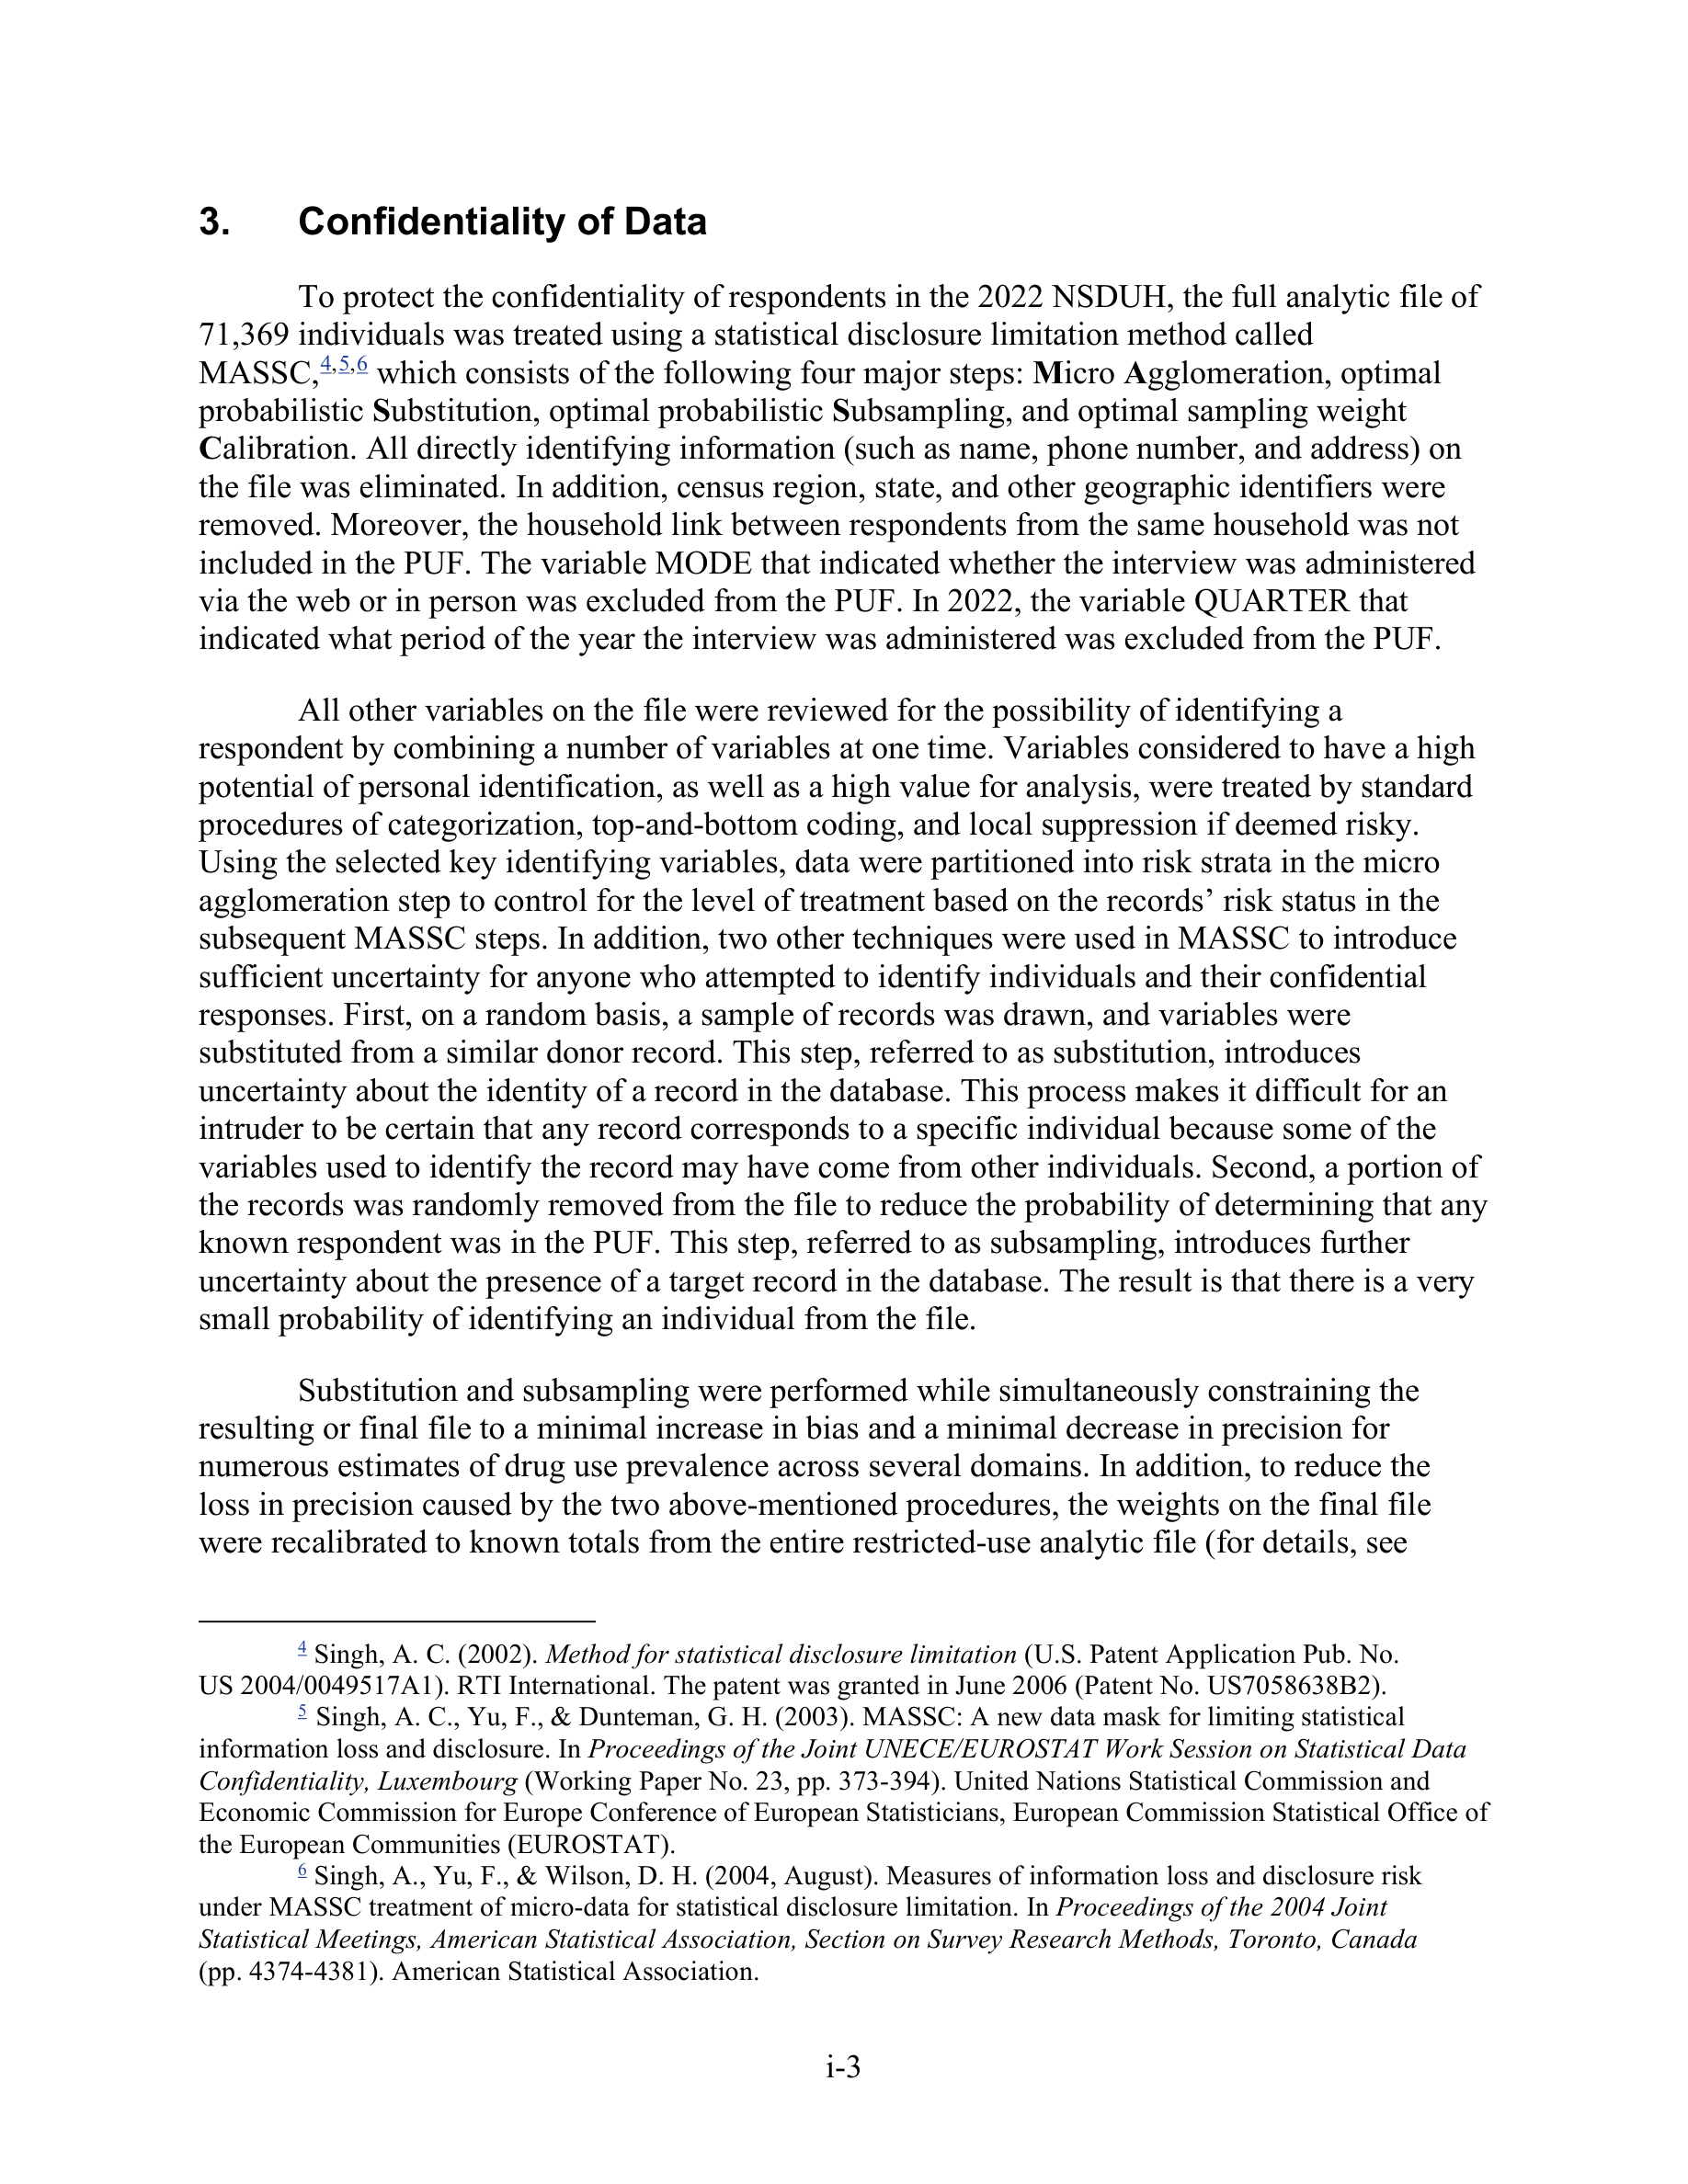 3. Confidentiality of Data
To protect the confidentiality of respondents in the 2022 NSDUH, the full analytic file of
71,369 individuals was treated using a statistical disclosure limitation method called
MASSC,4,5,6 which consists of the following four major steps: Micro Agglomeration, optimal
probabilistic Substitution, optimal probabilistic Subsampling, and optimal sampling weight
Calibration. All directly identifying information (such as name, phone number, and address) on
the file was eliminated. In addition, census region, state, and other geographic identifiers were
removed. Moreover, the household link between respondents from the same household was not
included in the PUF. The variable MODE that indicated whether the interview was administered
via the web or in person was excluded from the PUF. In 2022, the variable QUARTER that
indicated what period of the year the interview was administered was excluded from the PUF.
All other variables on the file were reviewed for the possibility of identifying a
respondent by combining a number of variables at one time. Variables considered to have a high
potential of personal identification, as well as a high value for analysis, were treated by standard
procedures of categorization, top-and-bottom coding, and local suppression if deemed risky.
Using the selected key identifying variables, data were partitioned into risk strata in the micro
agglomeration step to control for the level of treatment based on the records’ risk status in the
subsequent MASSC steps. In addition, two other techniques were used in MASSC to introduce
sufficient uncertainty for anyone who attempted to identify individuals and their confidential
responses. First, on a random basis, a sample of records was drawn, and variables were
substituted from a similar donor record. This step, referred to as substitution, introduces
uncertainty about the identity of a record in the database. This process makes it difficult for an
intruder to be certain that any record corresponds to a specific individual because some of the
variables used to identify the record may have come from other individuals. Second, a portion of
the records was randomly removed from the file to reduce the probability of determining that any
known respondent was in the PUF. This step, referred to as subsampling, introduces further
uncertainty about the presence of a target record in the database. The result is that there is a very
small probability of identifying an individual from the file.
Substitution and subsampling were performed while simultaneously constraining the
resulting or final file to a minimal increase in bias and a minimal decrease in precision for
numerous estimates of drug use prevalence across several domains. In addition, to reduce the
loss in precision caused by the two above-mentioned procedures, the weights on the final file
were recalibrated to known totals from the entire restricted-use analytic file (for details, see
4 Singh, A. C. (2002). Method for statistical disclosure limitation (U.S. Patent Application Pub. No.
US 2004/0049517A1). RTI International. The patent was granted in June 2006 (Patent No. US7058638B2).
5 Singh, A. C., Yu, F., & Dunteman, G. H. (2003). MASSC: A new data mask for limiting statistical
information loss and disclosure. In Proceedings of the Joint UNECE/EUROSTAT Work Session on Statistical Data
Confidentiality, Luxembourg (Working Paper No. 23, pp. 373-394). United Nations Statistical Commission and
Economic Commission for Europe Conference of European Statisticians, European Commission Statistical Office of
the European Communities (EUROSTAT).
6 Singh, A., Yu, F., & Wilson, D. H. (2004, August). Measures of information loss and disclosure risk
under MASSC treatment of micro-data for statistical disclosure limitation. In Proceedings of the 2004 Joint
Statistical Meetings, American Statistical Association, Section on Survey Research Methods, Toronto, Canada
(pp. 4374-4381). American Statistical Association.
i-3